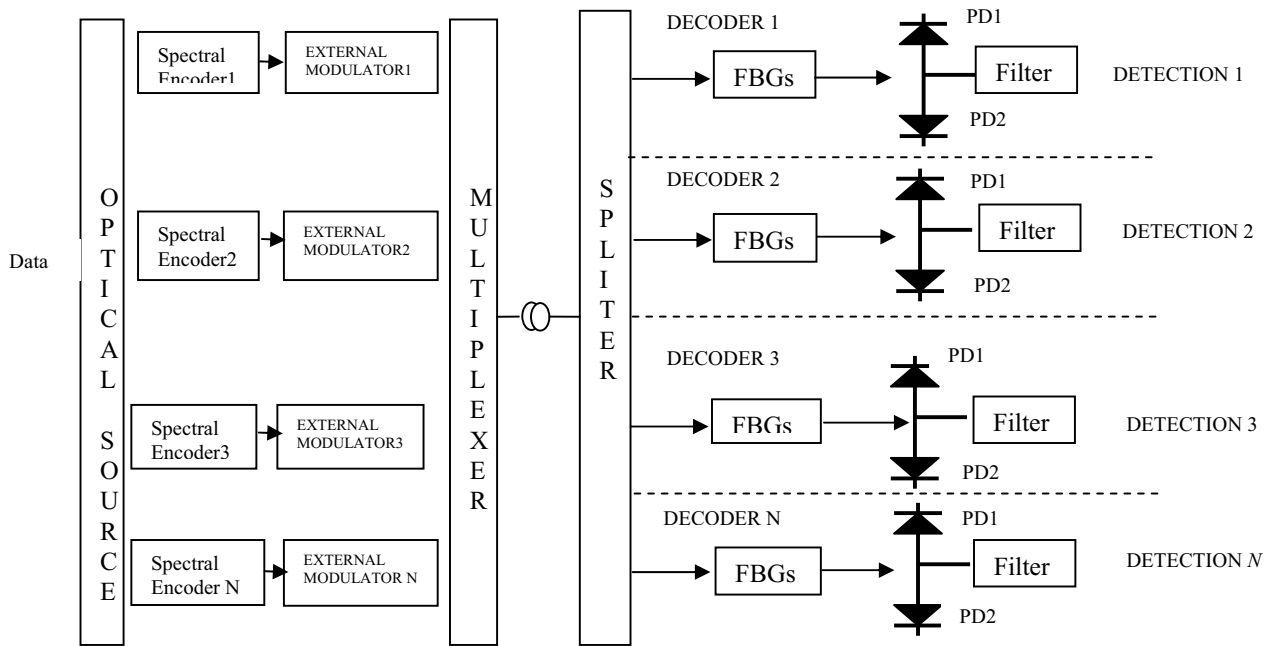 Data
OPTICAL SOURCE
Spectral
Encoder1
EXTERNAL
MODULATOR1
Spectral
Encoder2
EXTERNAL
MODULATOR2
Spectral
Encoder3
EXTERNAL
MODULATOR3
Spectral
Encoder N
EXTERNAL
MODULATOR N
MULTIPLEXER
SPLITER
DECODER 1
FBGs
PD1
PD2
Filter
DETECTION 1
DECODER 2
FBGs
PD1
PD2
Filter
DETECTION 2
DECODER 3
FBGs
PD1
PD2
Filter
DETECTION 3
DECODER N
FBGs
PD1
PD2
Filter
DETECTION N